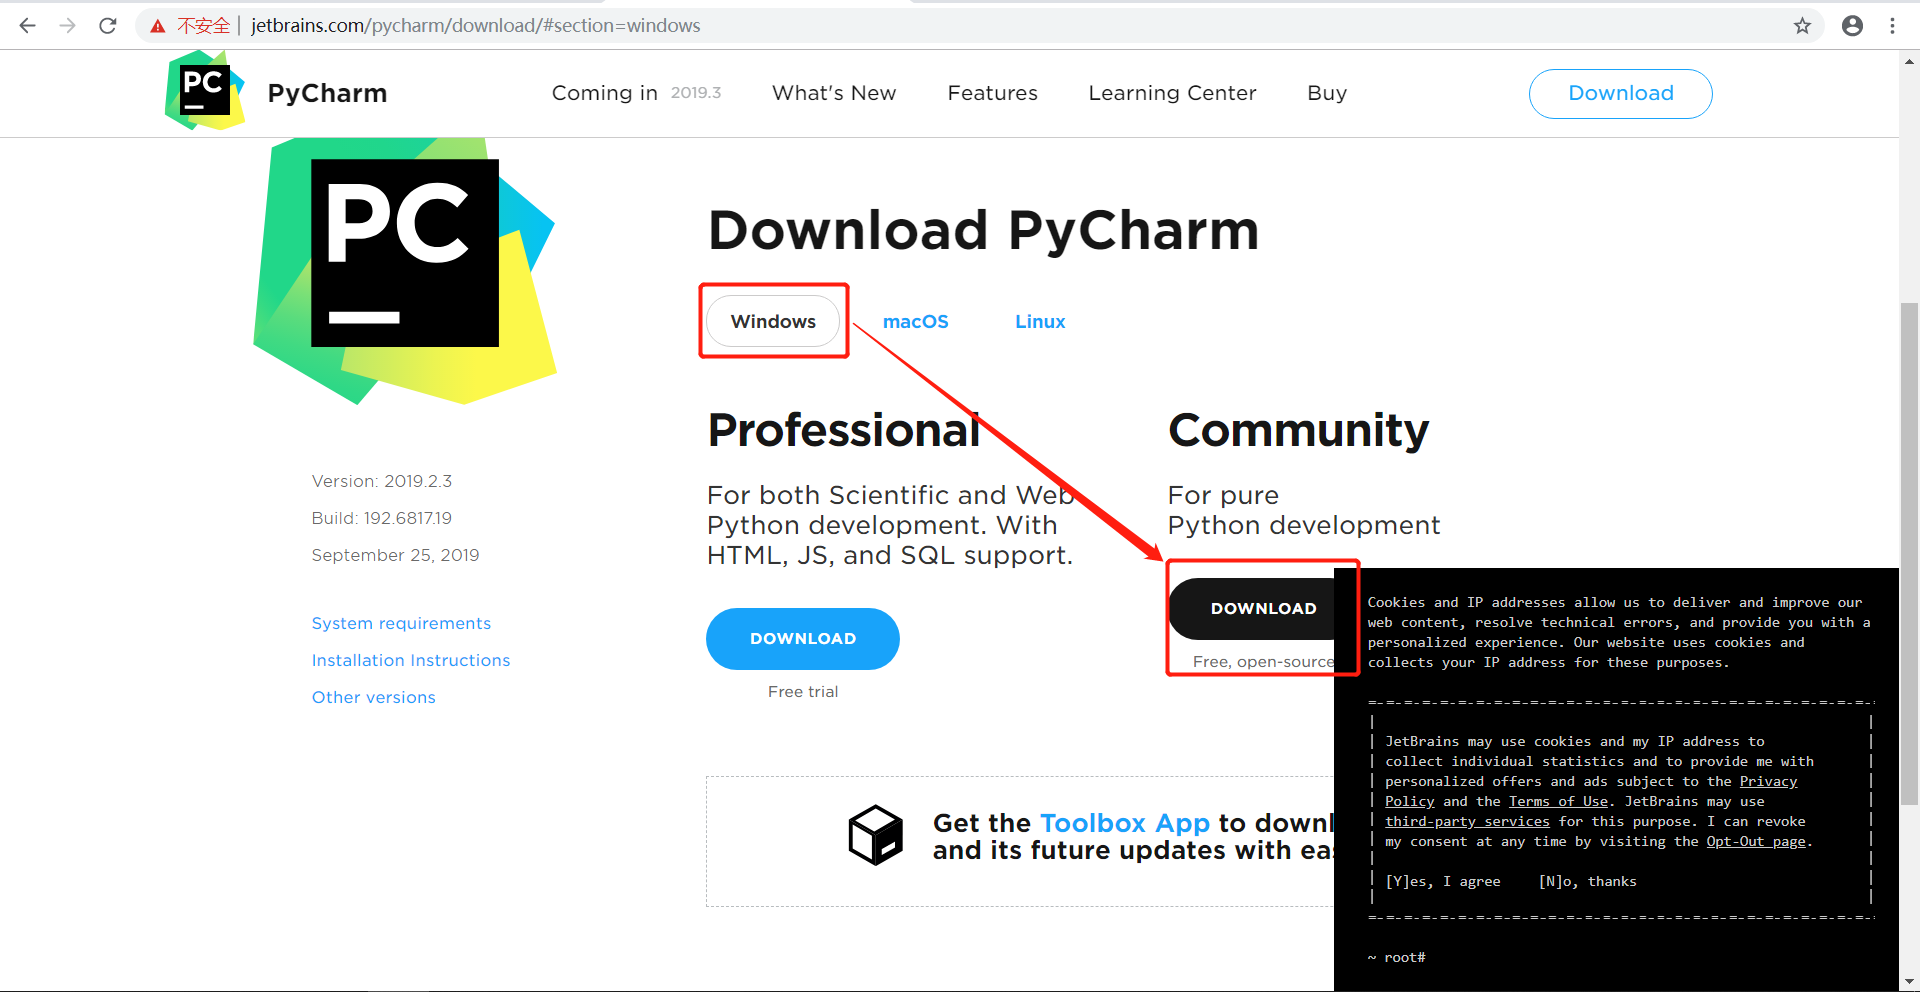 不安全 jetbrains.com/pycharm/download/#section=windows
PC
PyCharm
Coming in 2019.3
What's New
Features
Learning Center
Buy
Download
PC
Download PyCharm
Windows
macOS
Linux
Version: 2019.2.3
Build: 192.6817.19
September 25, 2019
System requirements
Installation Instructions
Other versions
Professional
For both Scientific and Web
Python development. With
HTML, JS, and SQL support.
DOWNLOAD
Free trial
Community
For pure
Python development
DOWNLOAD
Free, open-source
Get the Toolbox App to downl
and its future updates with eas
Cookies and IP addresses allow us to deliver and improve our
web content, resolve technical errors, and provide you with a
personalized experience. Our website uses cookies and
collects your IP address for these purposes.
JetBrains may use cookies and my IP address to
collect individual statistics and to provide me with
personalized offers and ads subject to the Privacy
Policy and the Terms of Use. JetBrains may use
third-party services for this purpose. I can revoke
my consent at any time by visiting the Opt-Out page.
[Y]es, I agree [N]o, thanks
~ root#